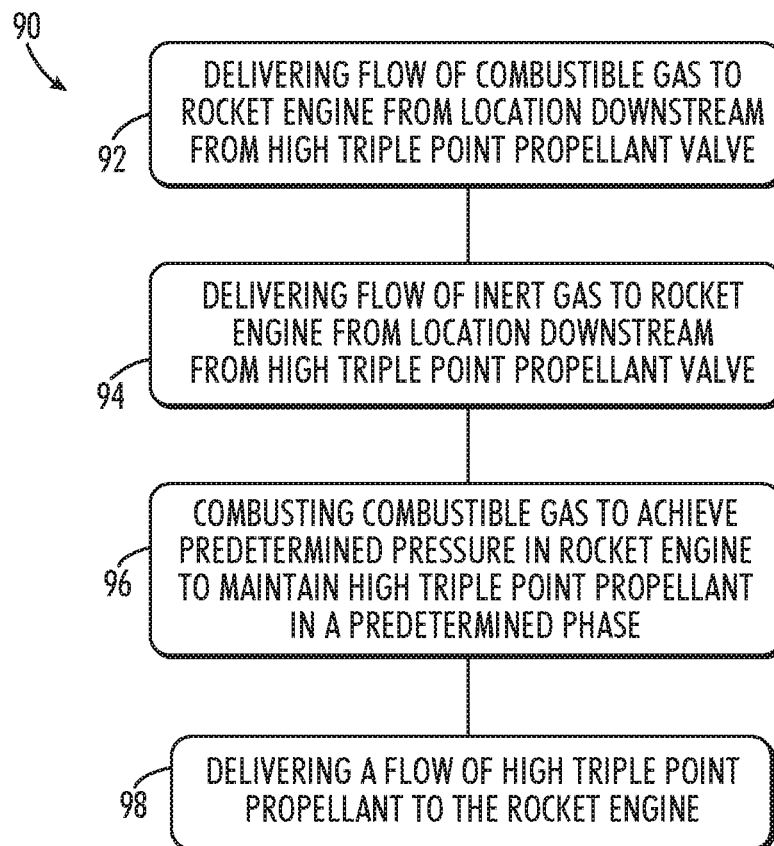 90
DELIVERING FLOW OF COMBUSTIBLE GAS TO
ROCKET ENGINE FROM LOCATION DOWNSTREAM
FROM HIGH TRIPLE POINT PROPELLANT VALVE
92
DELIVERING FLOW OF INERT GAS TO ROCKET
ENGINE FROM LOCATION DOWNSTREAM
FROM HIGH TRIPLE POINT PROPELLANT VALVE
94
COMBUSTING COMBUSTIBLE GAS TO ACHIEVE
PREDETERMINED PRESSURE IN ROCKET ENGINE
TO MAINTAIN HIGH TRIPLE POINT PROPELLANT
IN A PREDETERMINED PHASE
96
DELIVERING A FLOW OF HIGH TRIPLE POINT
PROPELLANT TO THE ROCKET ENGINE
98